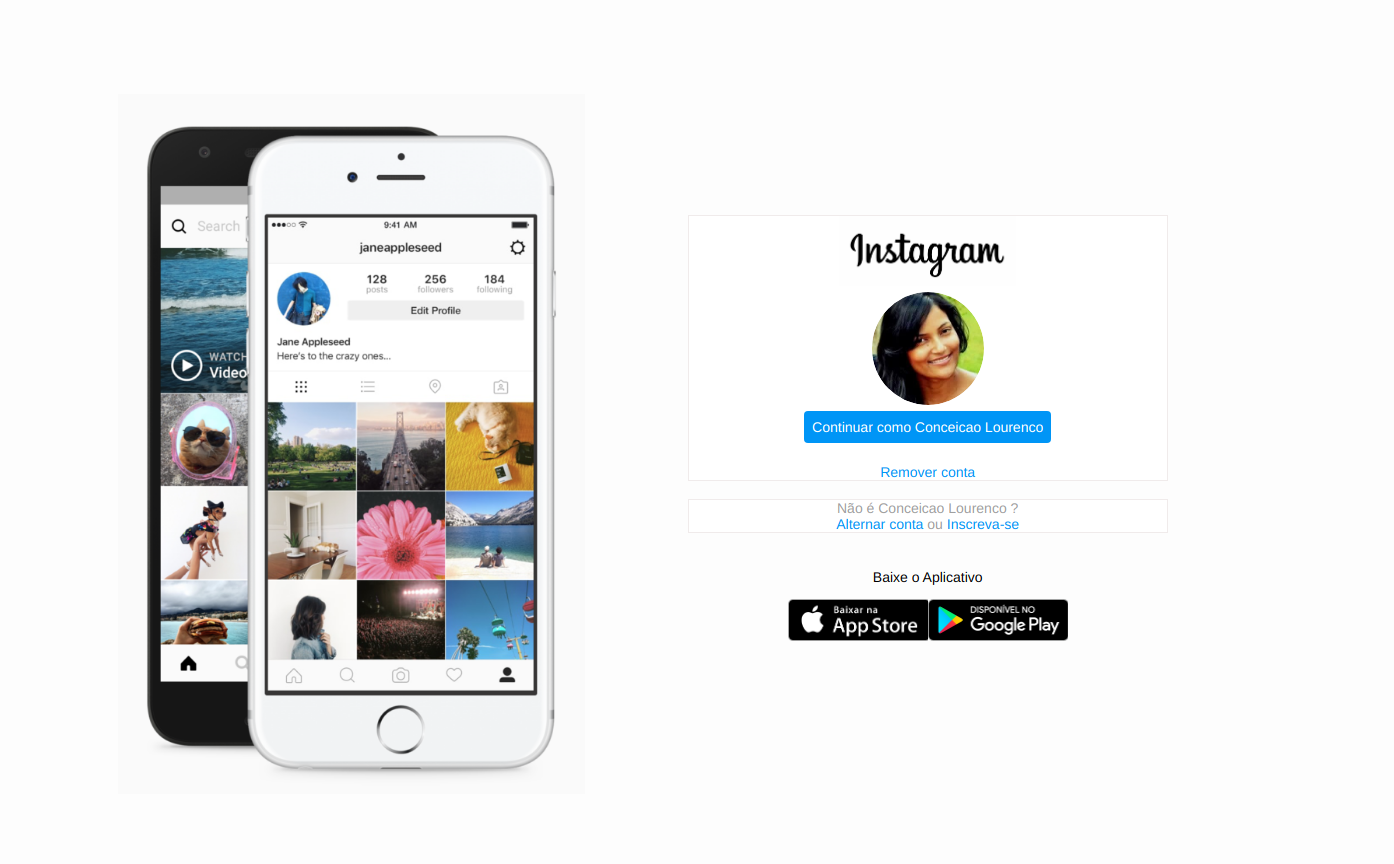 Search
WATCH
Video
9:41 AM
janeappleseed
128
256
184
posts
followers
following
Edit Profile
Jane Appleseed
Here's to the crazy ones...
Instagram
Continuar como Conceicao Lourenco
Remover conta
Não é Conceicao Lourenco ?
Alternar conta ou Inscreva-se
Baixe o Aplicativo
Baixar na
App Store
DISPONÍVEL NO
Google Play